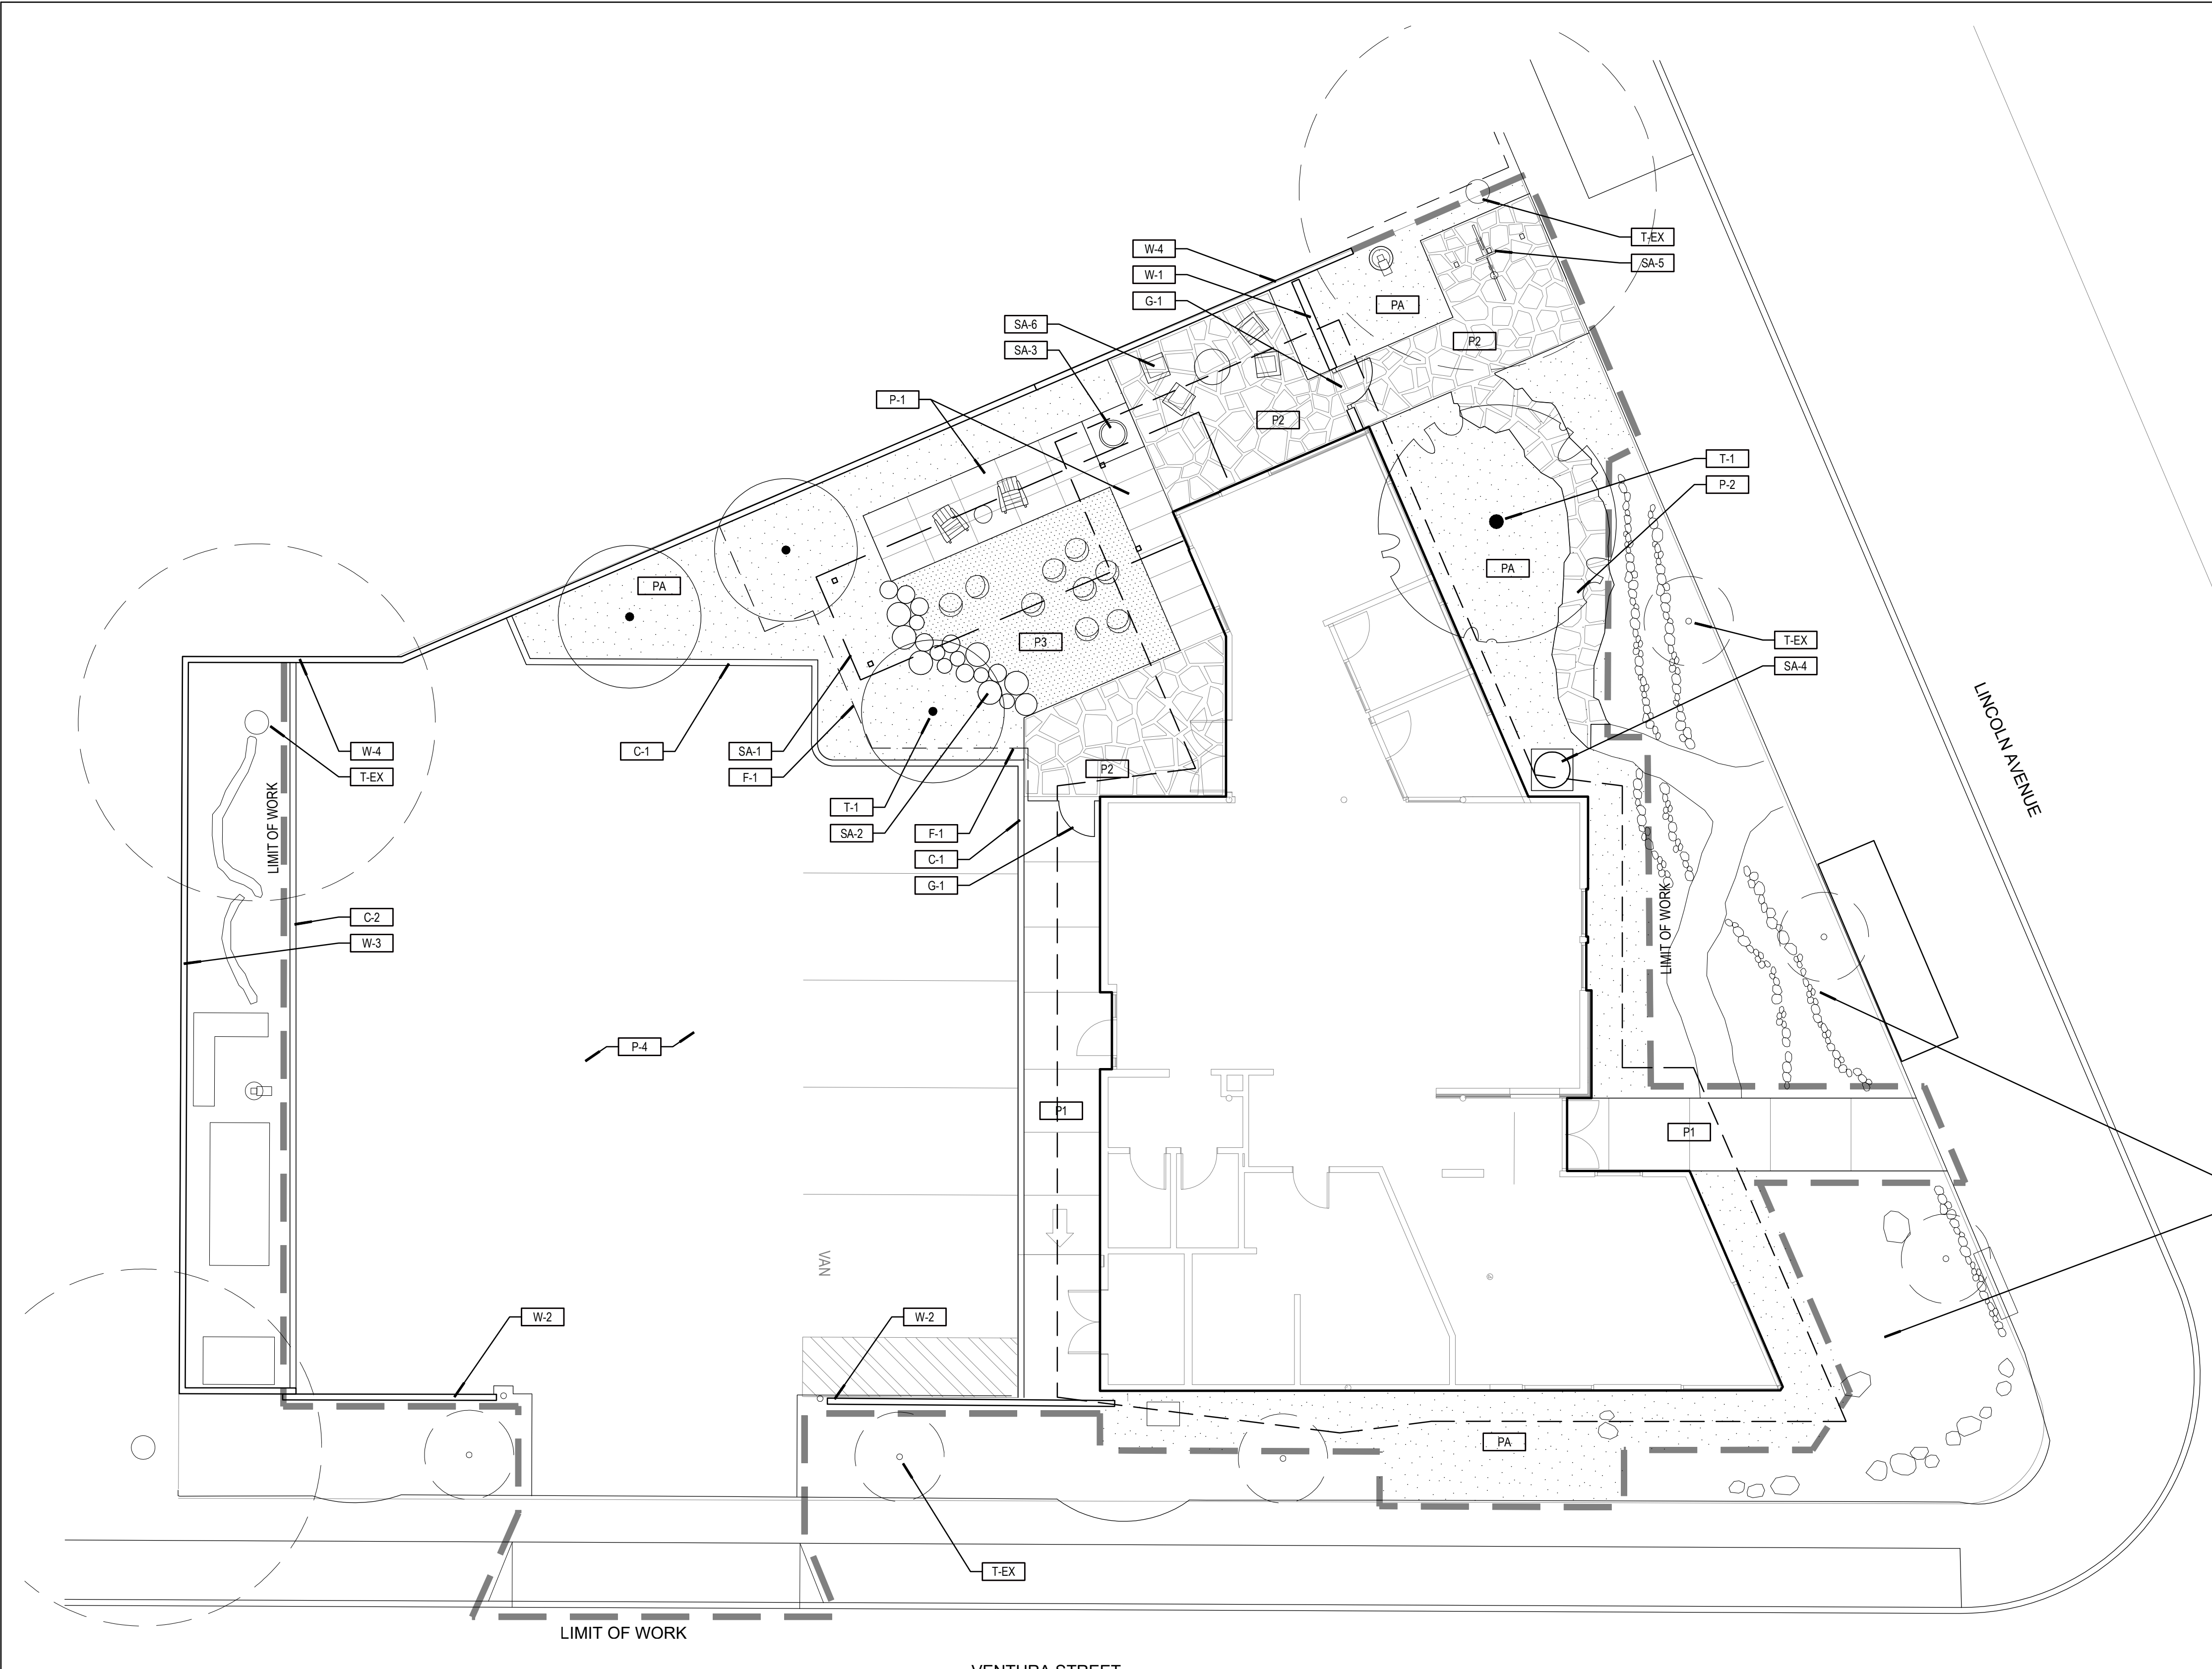 T-EX
SA-5
W-4
W-1
G-1
PA
P2
SA-6
SA-3
P-1
P2
T-1
P-2
PA
PA
P3
T-EX
SA-4
LINCOLN AVENUE
W-4
T-EX
C-1
SA-1
F-1
P2
T-1
SA-2
F-1
C-1
G-1
LIMIT OF WORK
C-2
W-3
LIMIT OF WORK
P-4
P1
P1
VAN
W-2
W-2
PA
T-EX
LIMIT OF WORK
VENTURA STREET